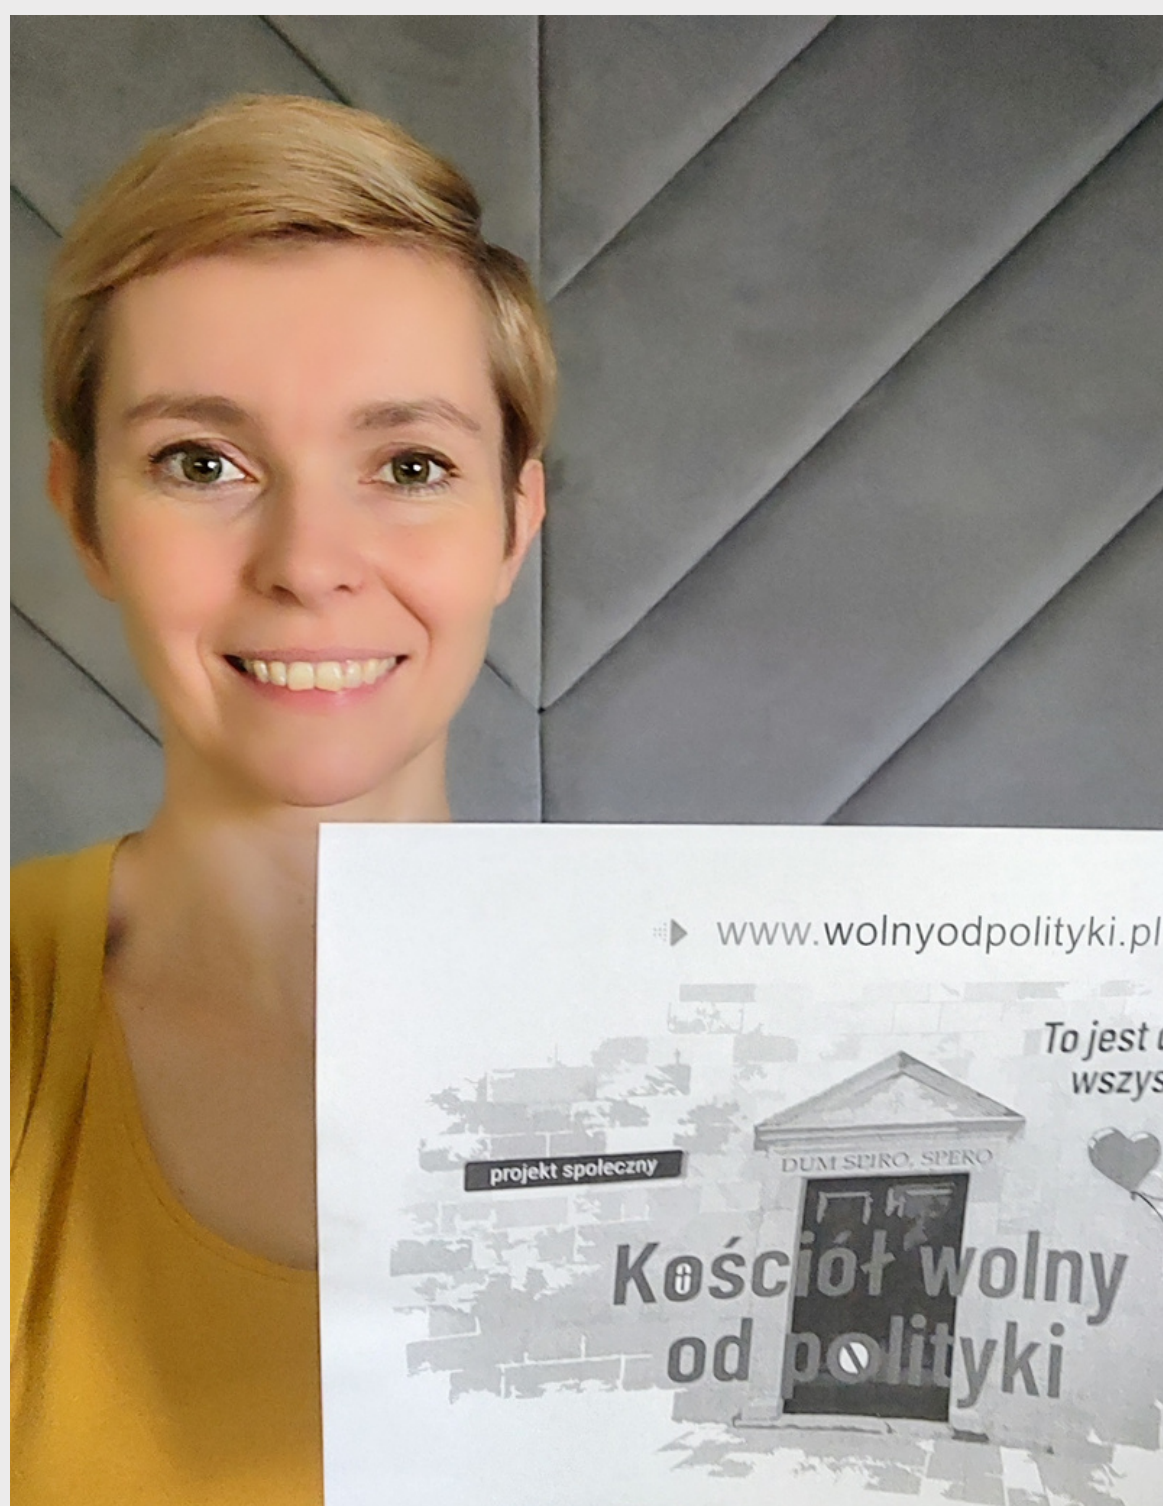 www.wolnyodpolityki.pl
To jest
wszys
projekt społeczny
DUM SPIRO, SPERO
Kościół wolny
od polityki